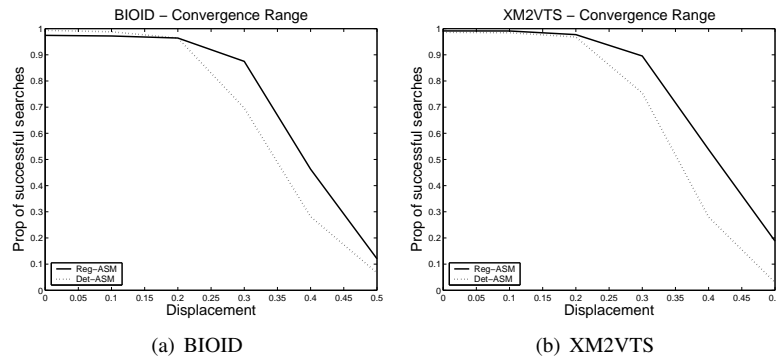 BIOID – Convergence Range
Prop of successful searches
1
0.9
0.8
0.7
0.6
0.5
0.4
0.3
0.2
0.1
0
Reg–ASM
Det–ASM
0 0.05 0.1 0.15 0.2 0.25 0.3 0.35 0.4 0.45 0.5
Displacement
(a) BIOID
XM2VTS – Convergence Range
Prop of successful searches
1
0.9
0.8
0.7
0.6
0.5
0.4
0.3
0.2
0.1
0
Reg–ASM
Det–ASM
0 0.05 0.1 0.15 0.2 0.25 0.3 0.35 0.4 0.45
Displacement
(b) XM2VTS